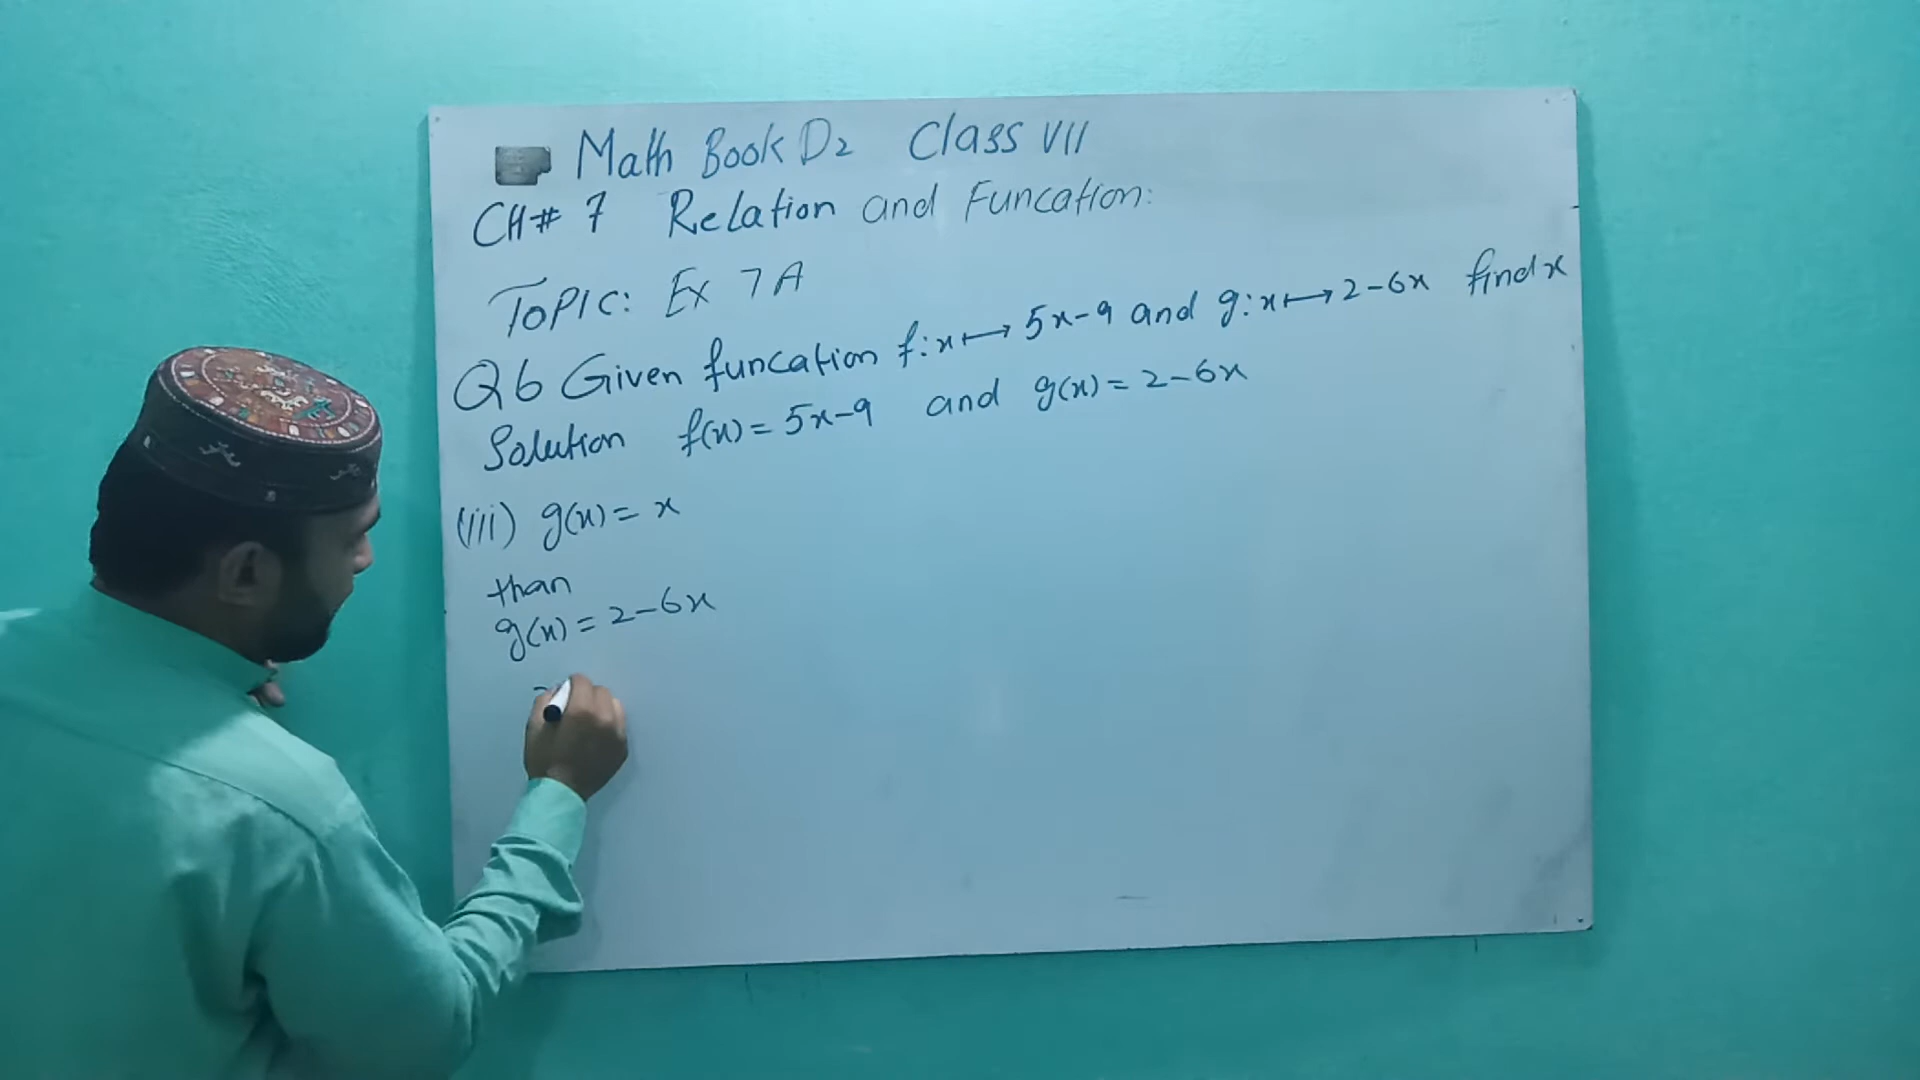 Math Book D2 Class VII
CH# 7 Relation and Funcation:
Topic: Ex 7A
Q6 Given funcation f:x↦5x-9 and g:x↦2-6x find x
Solution f(x)=5x-9 and g(x)=2-6x
(iii) g(x)=x
than
g(x)=2-6x